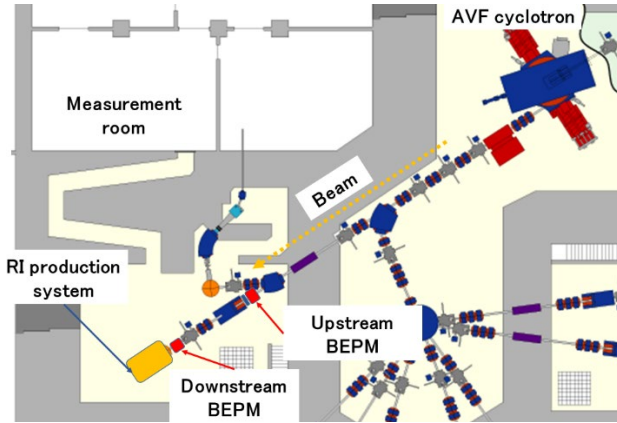 AVF cyclotron
Measurement
room
Beam
RI production
system
Upstream
BEPM
Downstream
BEPM